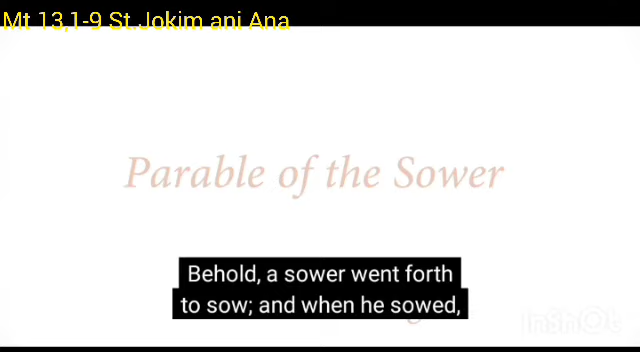 Mt 13,1-9 St.Jokim ani Ana
Parable of the Sower
Behold, a sower went forth
to sow; and when he sowed,
InShOt